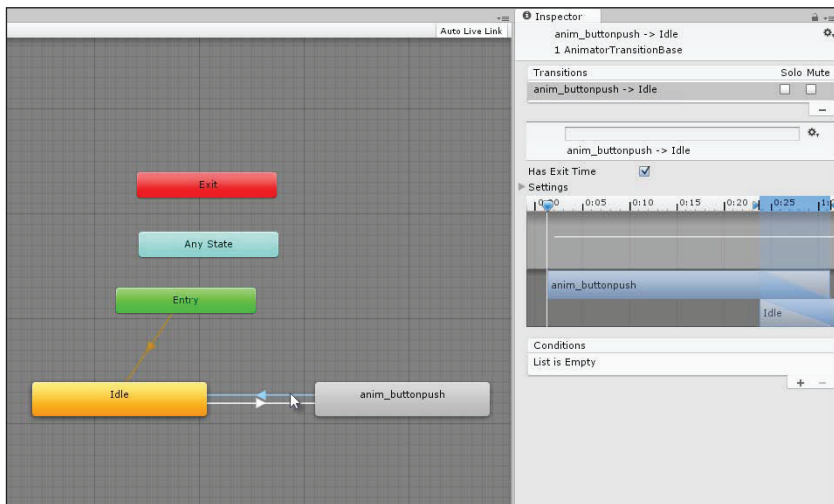 Auto Live Link
Exit
Any State
Entry
Idle
anim_buttonpush
Inspector
anim_buttonpush -> Idle
1 AnimatorTransitionBase
Transitions Solo Mute
anim_buttonpush -> Idle
anim_buttonpush -> Idle
Has Exit Time
Settings
0:00 0:05 0:10 0:15 0:20 0:25
anim_buttonpush
Idle
Conditions
List is Empty